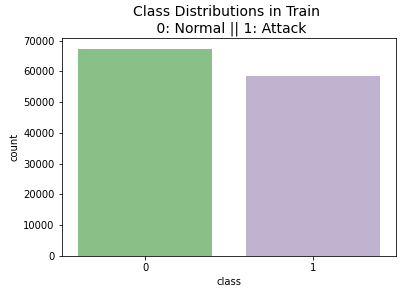 Class Distributions in Train
0: Normal || 1: Attack
70000
60000
50000
40000
30000
20000
10000
0
count
0 1
class